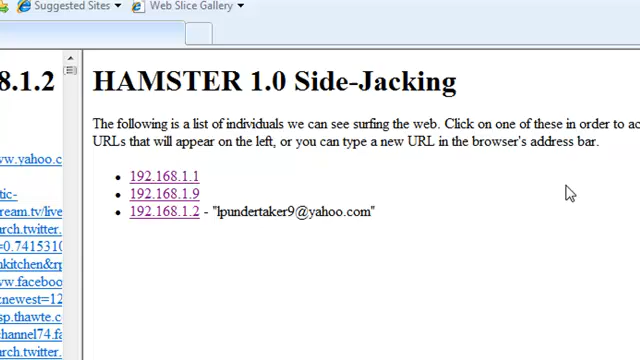 Suggested Sites
Web Slice Gallery
8.1.2
HAMSTER 1.0 Side-Jacking
The following is a list of individuals we can see surfing the web. Click on one of these in order to ac
URLs that will appear on the left, or you can type a new URL in the browser's address bar.
192.168.1.1
192.168.1.9
192.168.1.2 - "lpundertaker9@yahoo.com"
ww.yahoo.c
tic-
ream.tv/live
rch.twitter.
=0.7415310
nkitchen&rp
ww.faceboo
newest=12
sp.thawte.c
channel74.fa
rch.twitter.